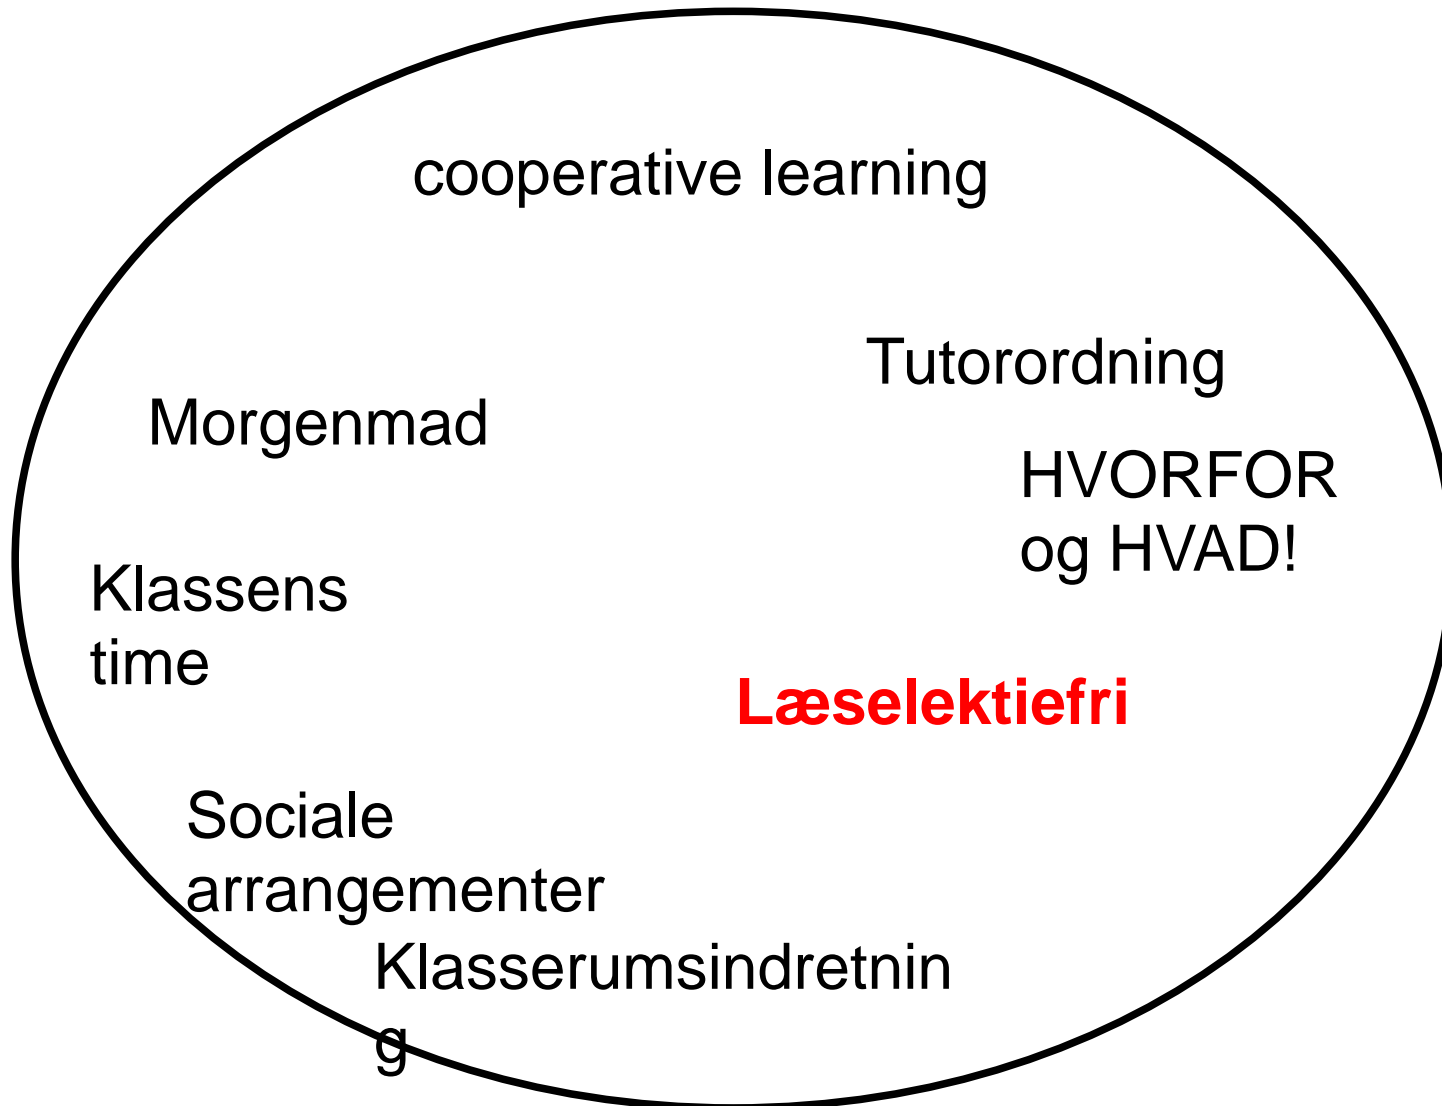 cooperative learning
Tutorordning
Morgenmad
HVORFOR
og HVAD!
Klassens
time
Læselektiefri
Sociale
arrangementer
Klasserumsindretnin
g